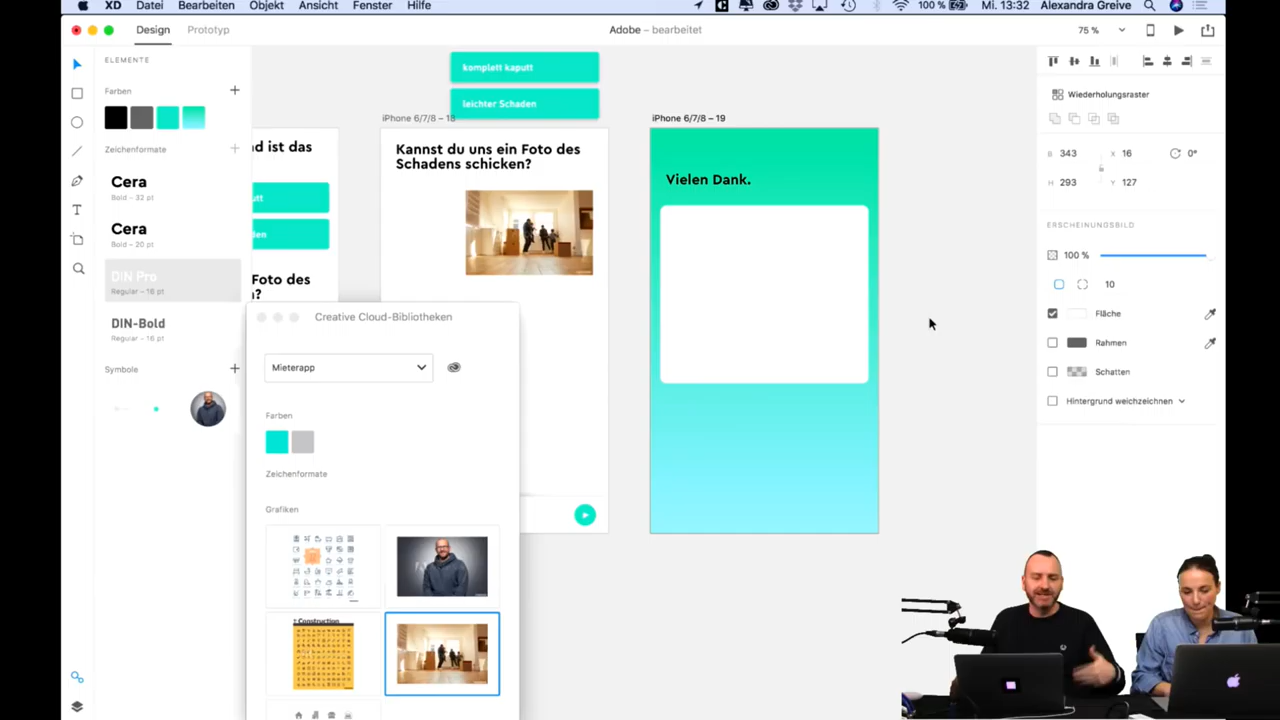 XD Datei Bearbeiten Objekt Ansicht Fenster Hilfe
100 % Mi. 13:32 Alexandra Greive
Design Prototyp
Adobe – bearbeitet
75 %
ELEMENTE
Farben
Zeichenformate
Cera
Bold – 32 pt
Cera
Bold – 20 pt
DIN Pro
Regular – 16 pt
DIN-Bold
Regular – 16 pt
Symbole
komplett kaputt
leichter Schaden
iPhone 6/7/8 – 18
d ist das
utt
den
Foto des
?
Kannst du uns ein Foto des
Schadens schicken?
iPhone 6/7/8 – 19
Vielen Dank.
Creative Cloud-Bibliotheken
Mieterapp
Farben
Zeichenformate
Grafiken
Construction
Wiederholungsraster
B 343 X 16 0°
H 293 Y 127
ERSCHEINUNGSBILD
100 %
10
Fläche
Rahmen
Schatten
Hintergrund weichzeichnen